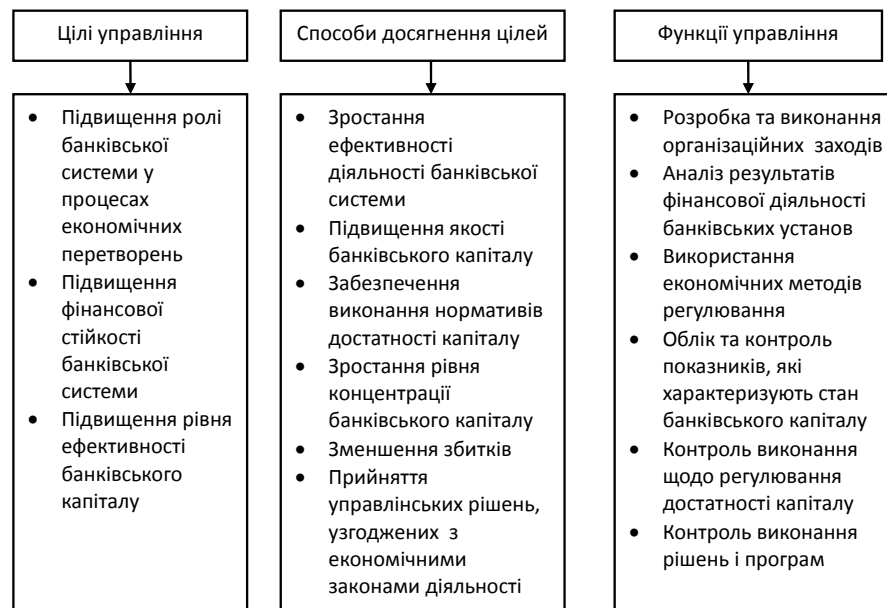 Цілі управління
Способи досягнення цілей
Функції управління
• Підвищення ролі
банківської
системи у
процесах
економічних
перетворень
• Підвищення
фінансової
стійкості
банківської
системи
• Підвищення рівня
ефективності
банківського
капіталу
• Зростання
ефективності
діяльності банківської
системи
• Підвищення якості
банківського капіталу
• Забезпечення
виконання нормативів
достатності капіталу
• Зростання рівня
концентрації
банківського капіталу
• Зменшення збитків
• Прийняття
управлінських рішень,
узгоджених з
економічними
законами діяльності
• Розробка та виконання
організаційних заходів
• Аналіз результатів
фінансової діяльності
банківських установ
• Використання
економічних методів
регулювання
• Облік та контроль
показників, які
характеризують стан
банківського капіталу
• Контроль виконання
щодо регулювання
достатності капіталу
• Контроль виконання
рішень і програм